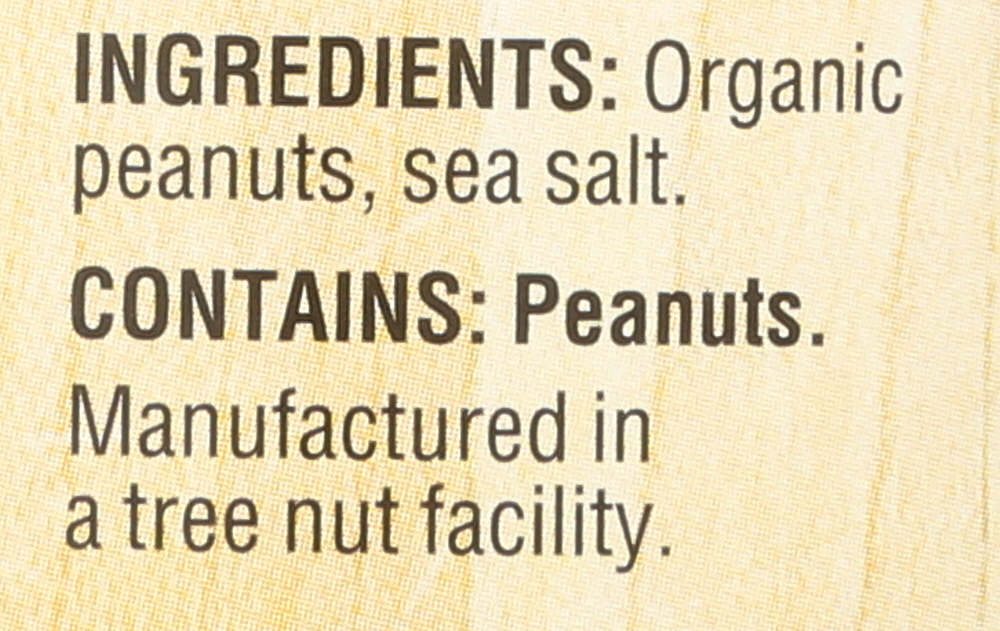 INGREDIENTS: Organic
peanuts, sea salt.
CONTAINS: Peanuts.
Manufactured in
a tree nut facility.